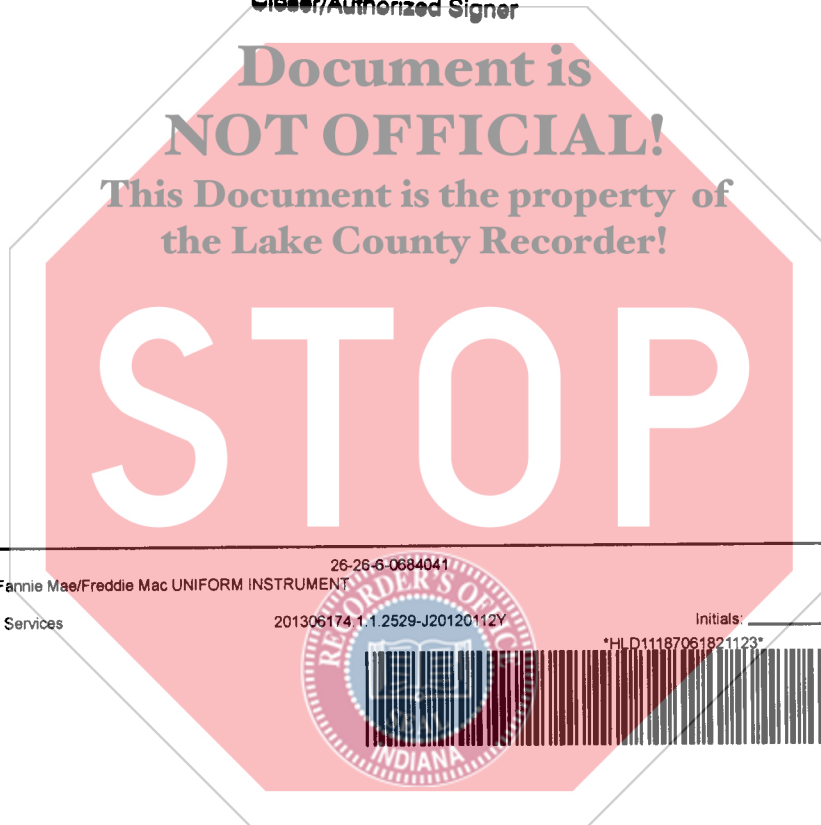 Closer/Authorized Signer
Document is
NOT OFFICIAL!
This Document is the property of
the Lake County Recorder!
STOP
26-26-6-0684041
Fannie Mae/Freddie Mac UNIFORM INSTRUMENT
Services
201306174.1.1.2529-J20120112Y
Initials:
*HLD11187061821123*
RECORDER'S OFFICE
SEAL
INDIANA